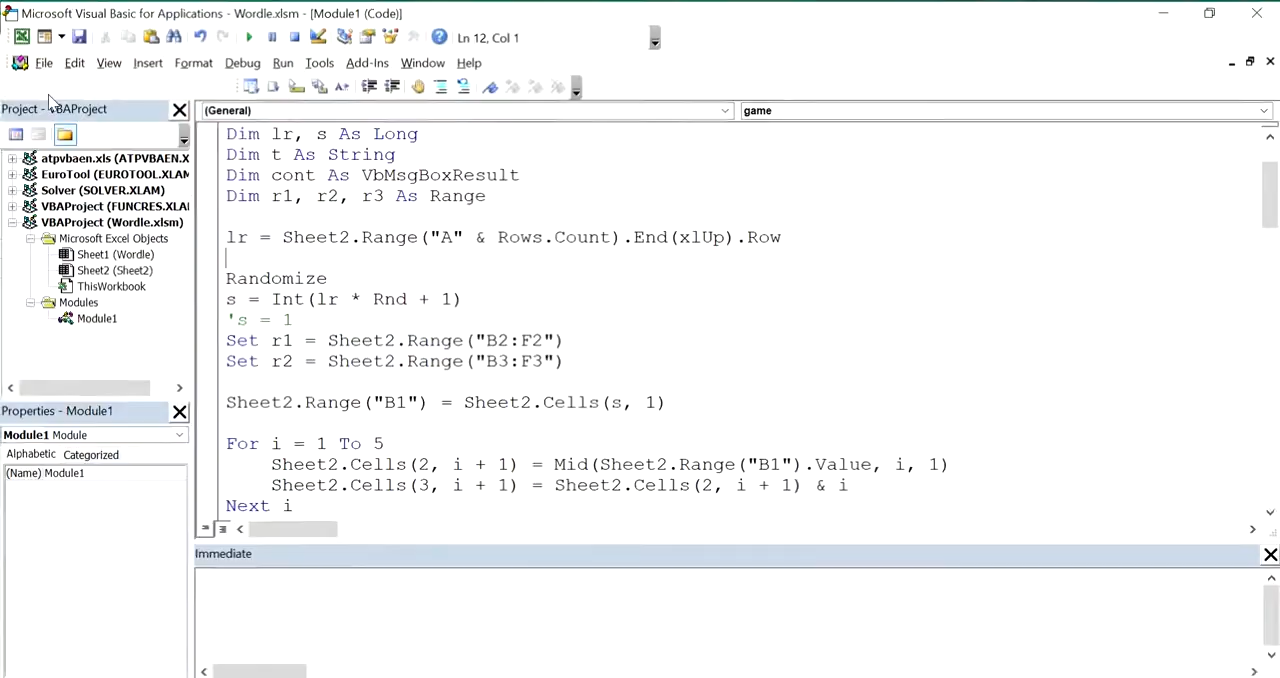 Microsoft Visual Basic for Applications - Wordle.xlsm - [Module1 (Code)]
Ln 12, Col 1
File Edit View Insert Format Debug Run Tools Add-Ins Window Help
Project - VBAProject
(General) game
atpvbaen.xls (ATPVBAEN.X
EuroTool (EUROTOOL.XLAM
Solver (SOLVER.XLAM)
VBAProject (FUNCRES.XLAI
VBAProject (Wordle.xlsm)
Microsoft Excel Objects
Sheet1 (Wordle)
Sheet2 (Sheet2)
ThisWorkbook
Modules
Module1
Properties - Module1
Module1 Module
Alphabetic Categorized
(Name) Module1
Dim lr, s As Long
Dim t As String
Dim cont As VbMsgBoxResult
Dim r1, r2, r3 As Range
lr = Sheet2.Range("A" & Rows.Count).End(xlUp).Row
Randomize
s = Int(lr * Rnd + 1)
's = 1
Set r1 = Sheet2.Range("B2:F2")
Set r2 = Sheet2.Range("B3:F3")
Sheet2.Range("B1") = Sheet2.Cells(s, 1)
For i = 1 To 5
Sheet2.Cells(2, i + 1) = Mid(Sheet2.Range("B1").Value, i, 1)
Sheet2.Cells(3, i + 1) = Sheet2.Cells(2, i + 1) & i
Next i
Immediate